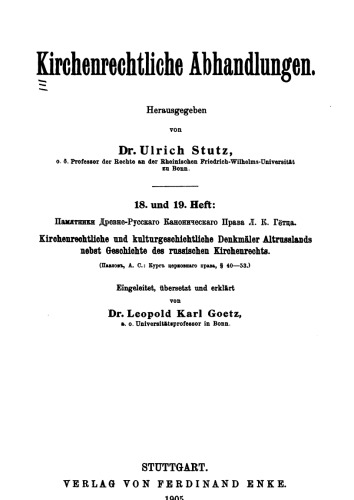 Kirchenrechtliche Abhandlungen.
Herausgegeben
von
Dr. Ulrich Stutz,
o. ö. Professor der Rechte an der Rheinischen Friedrich-Wilhelms-Universität
zu Bonn.
18. und 19. Heft:
Памятники Древне-Русскаго Каноническаго Права Л. К. Гётца.
Kirchenrechtliche und kulturgeschichtliche Denkmäler Altrusslands
nebst Geschichte des russischen Kirchenrechts.
(Павловъ, А. С.: Курсъ церковнаго права, § 40—53.)
Eingeleitet, übersetzt und erklärt
von
Dr. Leopold Karl Goetz,
a. o. Universitätsprofessor in Bonn.
STUTTGART.
VERLAG VON FERDINAND ENKE.
1905.